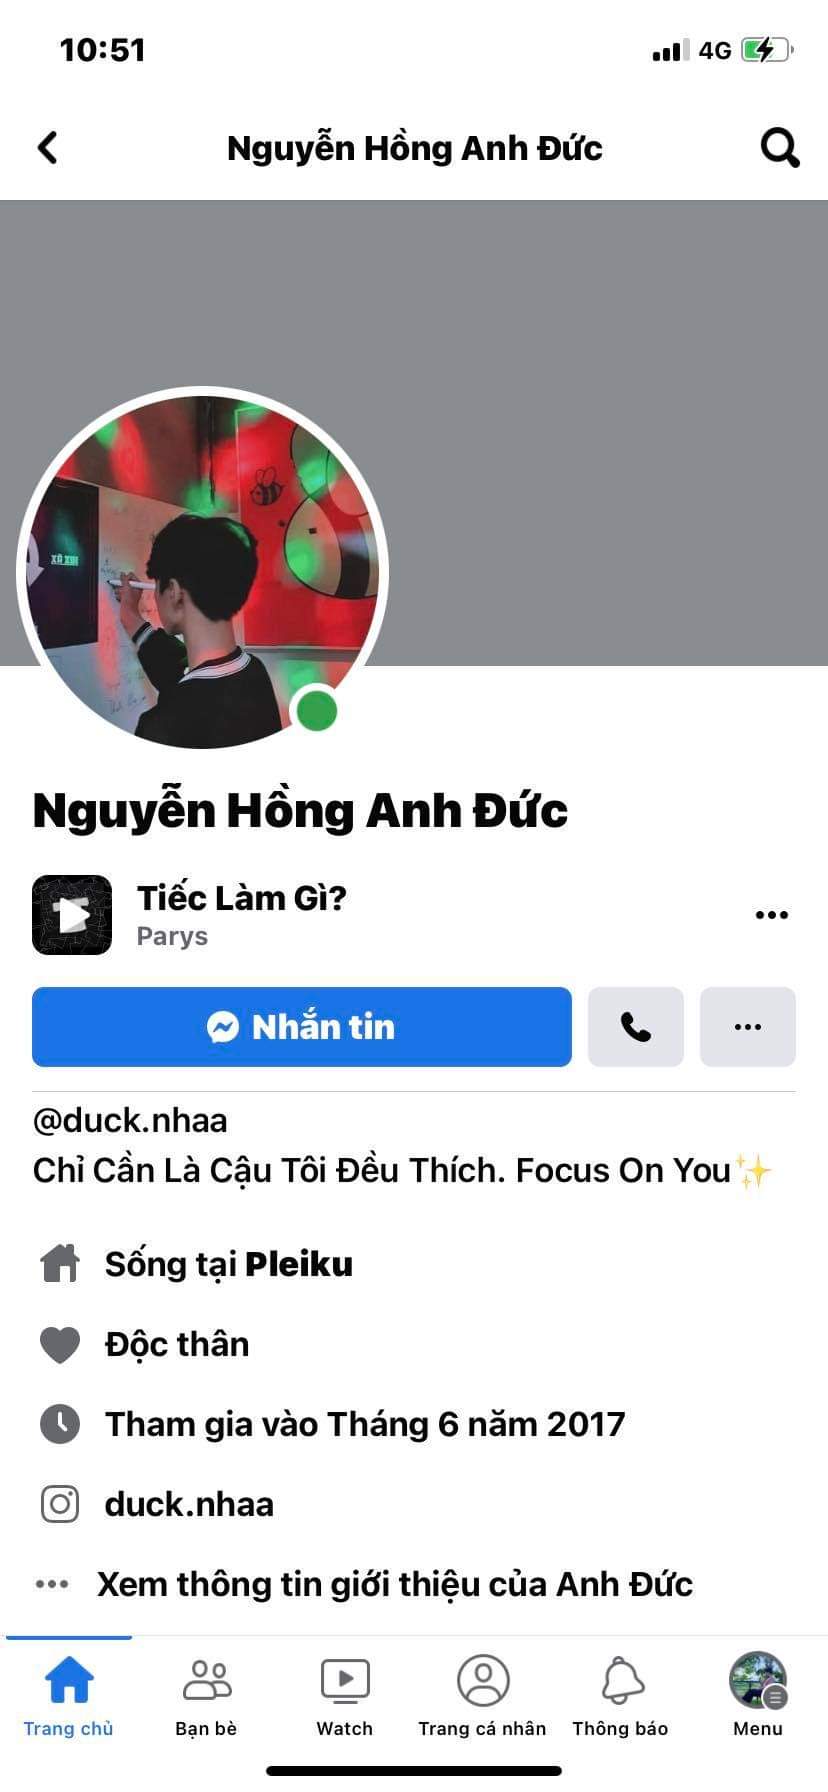 10:51
4G
Nguyễn Hồng Anh Đức
XÃ XIU
Nguyễn Hồng Anh Đức
Tiếc Làm Gì?
Parys
Nhắn tin
@duck.nhaa
Chỉ Cần Là Cậu Tôi Đều Thích. Focus On You✨
Sống tại Pleiku
Độc thân
Tham gia vào Tháng 6 năm 2017
duck.nhaa
Xem thông tin giới thiệu của Anh Đức
Trang chủ
Bạn bè
Watch
Trang cá nhân
Thông báo
Menu